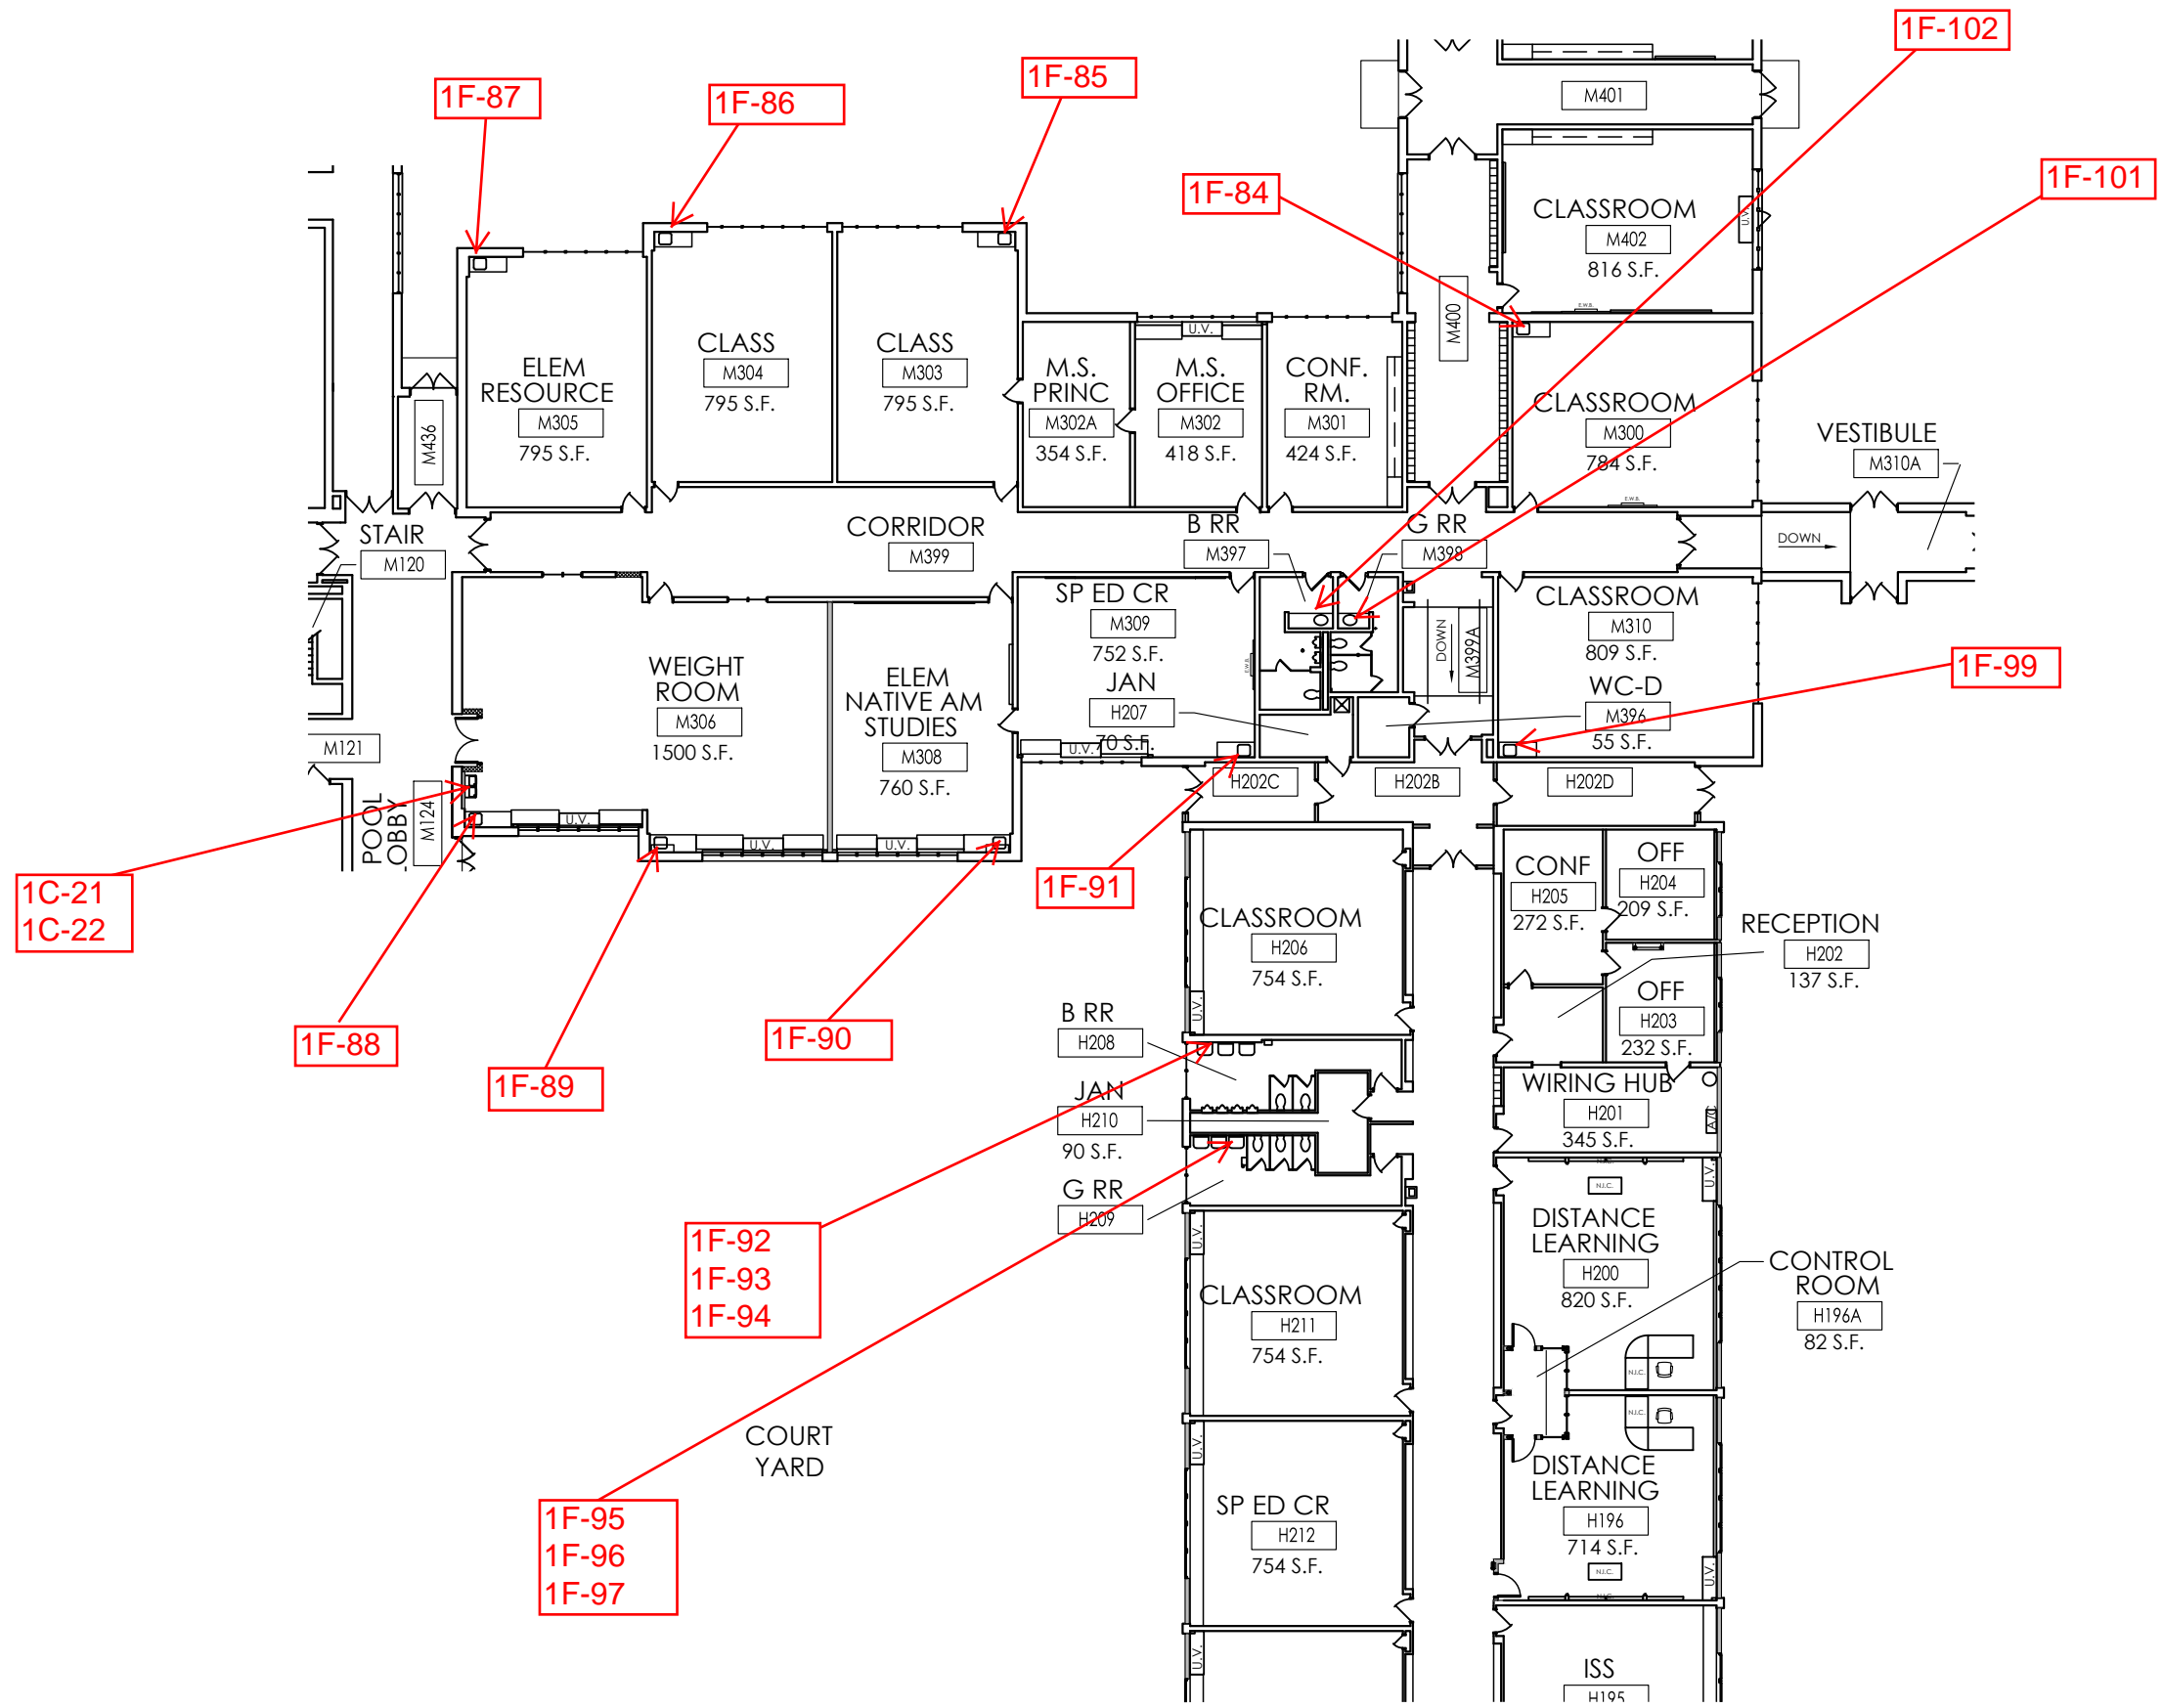 1F-102
1F-85
1F-87
1F-86
M401
1F-101
1F-84
CLASSROOM
M402
816 S.F.
U.V.
E.W.B.
M400
U.V.
CLASS
M304
795 S.F.
CLASS
M303
795 S.F.
ELEM
RESOURCE
M305
795 S.F.
M.S.
PRINC
M302A
354 S.F.
M.S.
OFFICE
M302
418 S.F.
CONF.
RM.
M301
424 S.F.
CLASSROOM
M300
784 S.F.
E.W.B.
M436
VESTIBULE
M310A
STAIR
M120
CORRIDOR
M399
B RR
M397
G RR
M398
DOWN
SP ED CR
M309
752 S.F.
E.W.B.
JAN
H207
70 S.F.
U.V.
DOWN
M399A
CLASSROOM
M310
809 S.F.
WC-D
M396
55 S.F.
1F-99
WEIGHT
ROOM
M306
1500 S.F.
ELEM
NATIVE AM
STUDIES
M308
760 S.F.
M121
POOL
LOBBY
M124
U.V.
U.V.
U.V.
H202C
H202B
H202D
1C-21
1C-22
1F-91
CLASSROOM
H206
754 S.F.
U.V.
CONF
H205
272 S.F.
OFF
H204
209 S.F.
RECEPTION
H202
137 S.F.
OFF
H203
232 S.F.
1F-88
1F-90
1F-89
B RR
H208
JAN
H210
90 S.F.
G RR
H209
WIRING HUB
H201
345 S.F.
A/C
1F-92
1F-93
1F-94
N.I.C.
N.I.C.
U.V.
DISTANCE
LEARNING
H200
820 S.F.
CONTROL
ROOM
H196A
82 S.F.
U.V.
CLASSROOM
H211
754 S.F.
N.I.C.
N.I.C.
COURT
YARD
U.V.
DISTANCE
LEARNING
H196
714 S.F.
N.I.C.
N.I.C.
U.V.
SP ED CR
H212
754 S.F.
1F-95
1F-96
1F-97
U.V.
ISS
H195